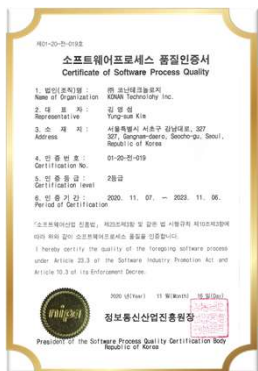 제01-20-전-019호
소프트웨어프로세스 품질인증서
Certificate of Software Process Quality
1. 법인(조직)명 : ㈜ 코난테크놀로지
Name of Organization KONAN Technology Inc.
2. 대 표 자 : 김 영 섬
Representative Yung-sum Kim
3. 소 재 지 : 서울특별시 서초구 강남대로, 327
Address 327, Gangnam-daero, Seocho-gu, Seoul,
Republic of Korea
4. 인 증 번 호 : 01-20-전-019
Certification No.
5. 인 증 등 급 : 2등급
Certification level
6. 인 증 기 간 : 2020. 11. 07. ~ 2023. 11. 06.
Period of Certification
「소프트웨어산업 진흥법」 제23조제3항 및 같은 법 시행규칙 제10조제3항에
따라 위와 같이 소프트웨어프로세스 품질을 인증합니다.
I hereby certify the quality of the foregoing software process
under Article 23.3 of the Software Industry Promotion Act and
Article 10.3 of its Enforcement Decree.
2020 년(Year) 11 월(Month) 일(Day)
nipa
정보통신산업진흥원장
President of the Software Process Quality Certification Body
Republic of Korea